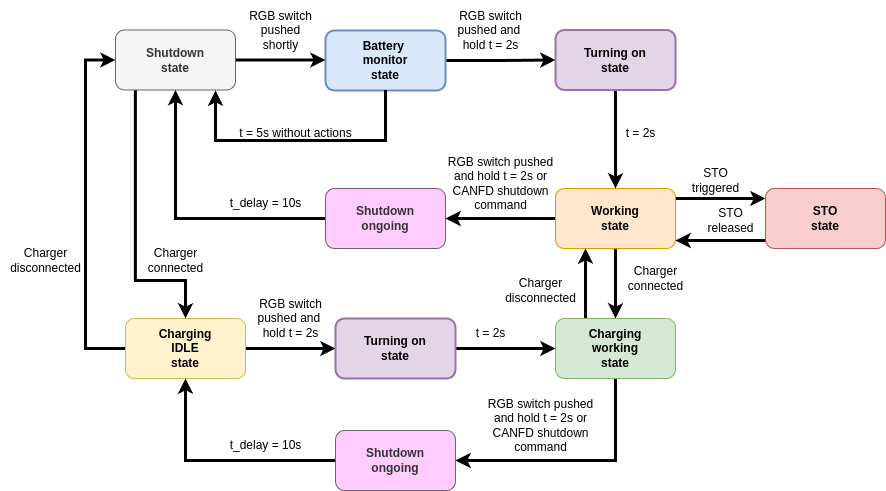 RGB switch
pushed
shortly
RGB switch
pushed and
hold t = 2s
Shutdown
state
Battery
monitor
state
Turning on
state
t = 5s without actions
t = 2s
RGB switch pushed
and hold t = 2s or
CANFD shutdown
command
STO
triggered
t_delay = 10s
Shutdown
ongoing
Working
state
STO
released
STO
state
Charger
disconnected
Charger
connected
Charger
disconnected
Charger
connected
RGB switch
pushed and
hold t = 2s
Charging
IDLE
state
Turning on
state
t = 2s
Charging
working
state
RGB switch pushed
and hold t = 2s or
CANFD shutdown
command
t_delay = 10s
Shutdown
ongoing